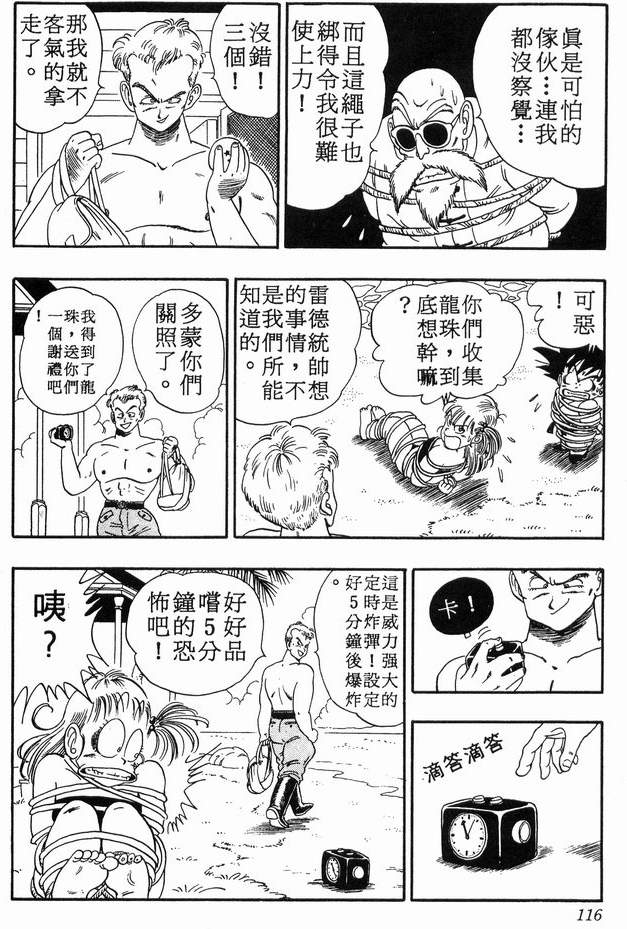 真是可怕的
傢伙…連我
都沒察覺…
而且這繩子也
綁得令我很難
使上力！
沒錯！
三個！
那我就不
客氣的拿
走了。
可惡
！
你們收集
龍珠，到
底想幹嘛
？
雷德統帥想
的事情，不
是我們所能
知道的。
多蒙你們
關照了。
我得到了龍
珠，送你們
一個謝禮吧
！
卡！
滴答滴答
這是威力强大的
定時炸彈！設定
好5分鐘後爆炸
。
好好品
嚐5分
鐘的恐
怖吧！
咦？
116